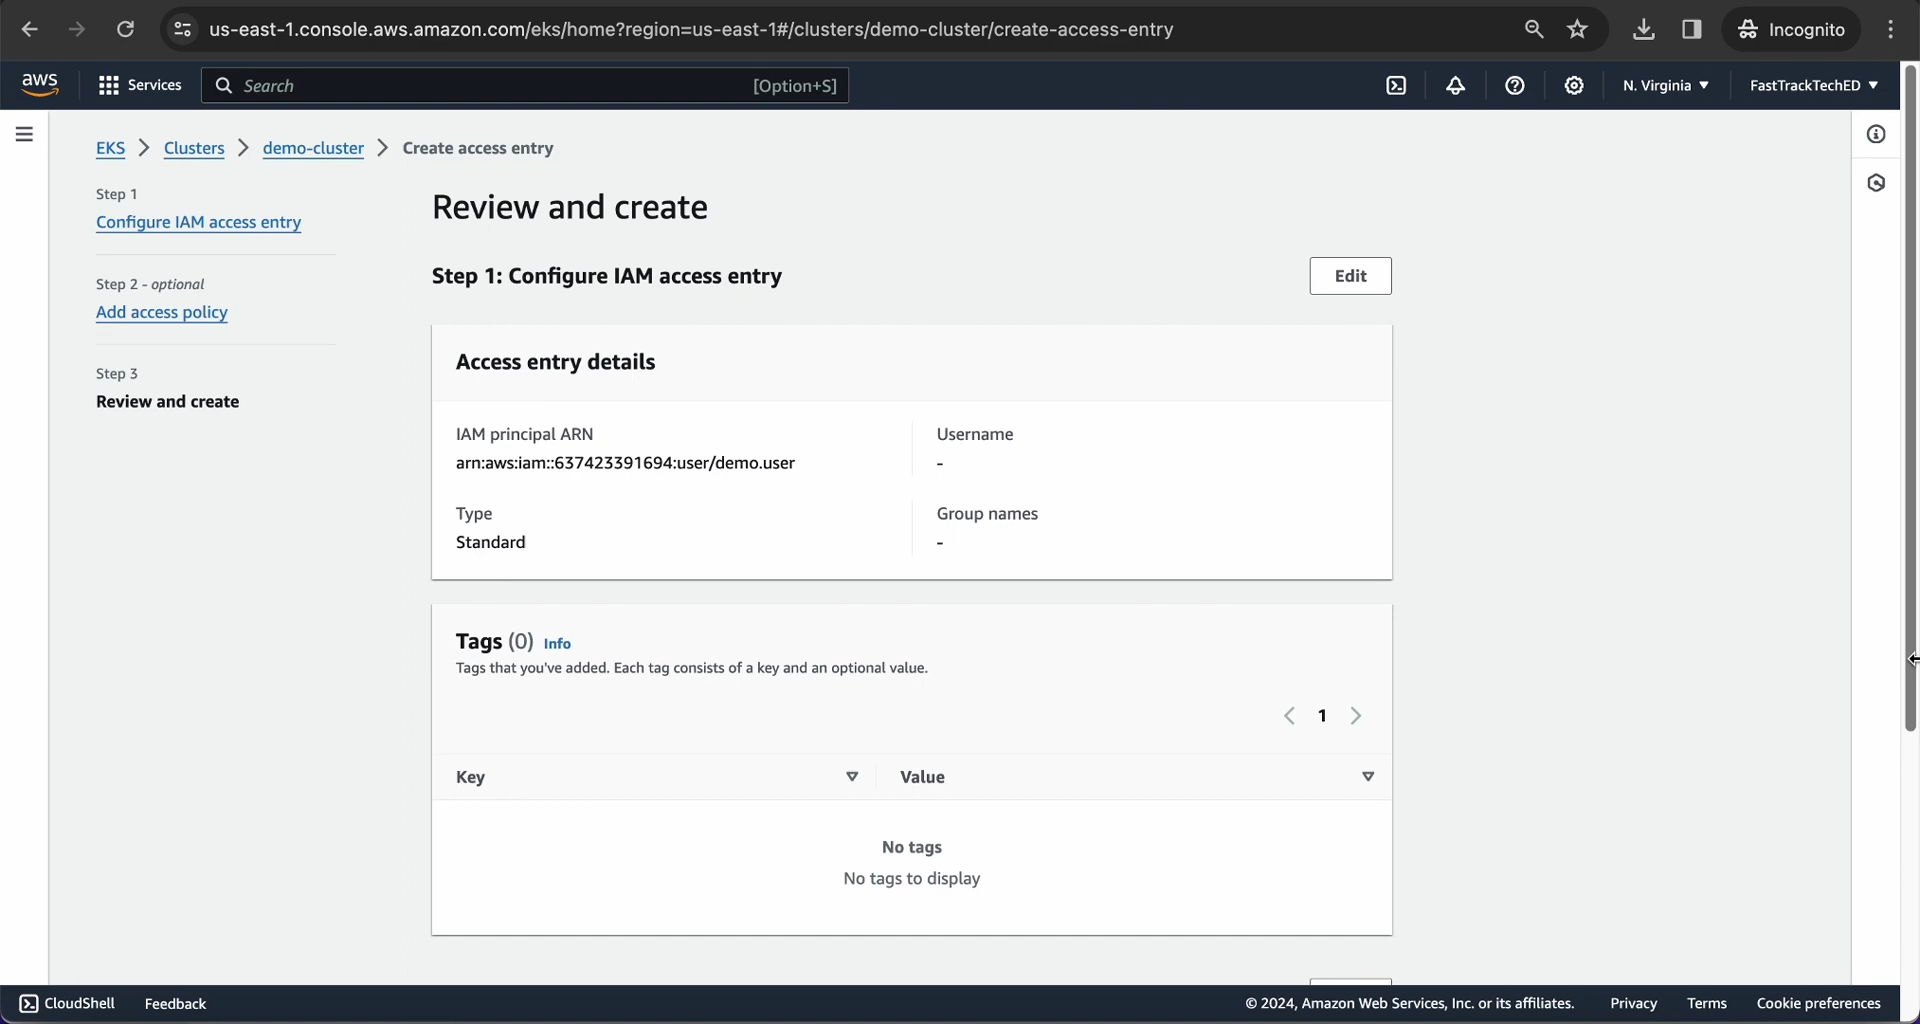 us-east-1.console.aws.amazon.com/eks/home?region=us-east-1#/clusters/demo-cluster/create-access-entry
Incognito
aws
Services
Search
[Option+S]
N. Virginia
FastTrackTechED
EKS
Clusters
demo-cluster
Create access entry
Step 1
Configure IAM access entry
Step 2 - optional
Add access policy
Step 3
Review and create
Review and create
Step 1: Configure IAM access entry
Edit
Access entry details
IAM principal ARN
arn:aws:iam::637423391694:user/demo.user
Username
-
Type
Standard
Group names
-
Tags (0) Info
Tags that you've added. Each tag consists of a key and an optional value.
1
Key
Value
No tags
No tags to display
CloudShell
Feedback
© 2024, Amazon Web Services, Inc. or its affiliates.
Privacy
Terms
Cookie preferences